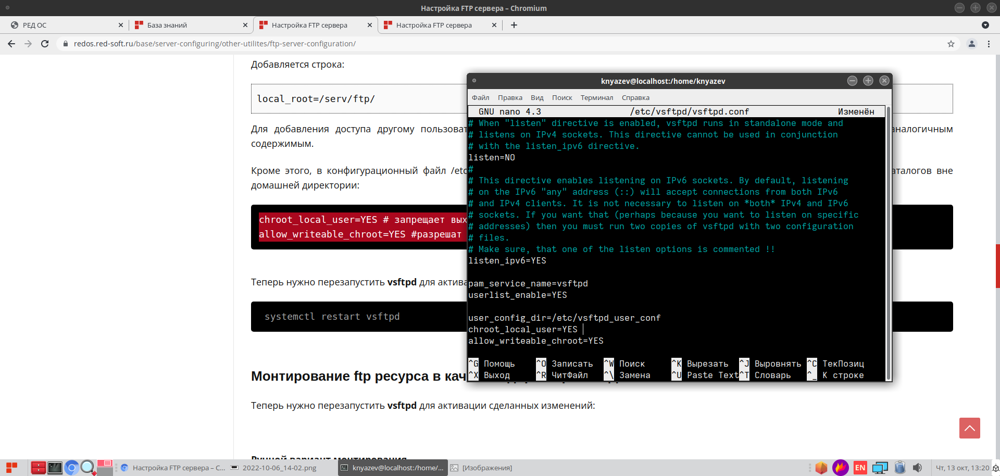 Настройка FTP сервера – Chromium
РЕД ОС
База знаний
Настройка FTP сервера
Настройка FTP сервера
redos.red-soft.ru/base/server-configuring/other-utilites/ftp-server-configuration/
Добавляется строка:
local_root=/serv/ftp/
Для добавления доступа другому
аналогичным
содержимым.
Кроме этого, в конфигурационный файл
вне
домашней директории:
chroot_local_user=YES # запрещает
allow_writeable_chroot=YES #разрешат
Теперь нужно перезапустить vsftpd для
systemctl restart vsftpd
Монтирование ftp ресурса в
Теперь нужно перезапустить vsftpd для активации сделанных изменений:
Ручной вариант монтирования
knyazev@localhost:/home/knyazev
Файл Правка Вид Поиск Терминал Справка
GNU nano 4.3 /etc/vsftpd/vsftpd.conf Изменён
# When "listen" directive is enabled, vsftpd runs in standalone mode and
# listens on IPv4 sockets. This directive cannot be used in conjunction
# with the listen_ipv6 directive.
listen=NO
#
# This directive enables listening on IPv6 sockets. By default, listening
# on the IPv6 "any" address (::) will accept connections from both IPv6
# and IPv4 clients. It is not necessary to listen on *both* IPv4 and IPv6
# sockets. If you want that (perhaps because you want to listen on specific
# addresses) then you must run two copies of vsftpd with two configuration
# files.
# Make sure, that one of the listen options is commented !!
listen_ipv6=YES
pam_service_name=vsftpd
userlist_enable=YES
user_config_dir=/etc/vsftpd_user_conf
chroot_local_user=YES
allow_writeable_chroot=YES
^G Помощь ^O Записать ^W Поиск ^K Вырезать ^J Выровнять ^C ТекПозиц
^X Выход ^R ЧитФайл ^\ Замена ^U Paste Text ^T Словарь ^_ К строке
Настройка FTP сервера – C...
2022-10-06_14-02.png
knyazev@localhost:/home/...
[Изображения]
EN
Чт, 13 окт, 13:20